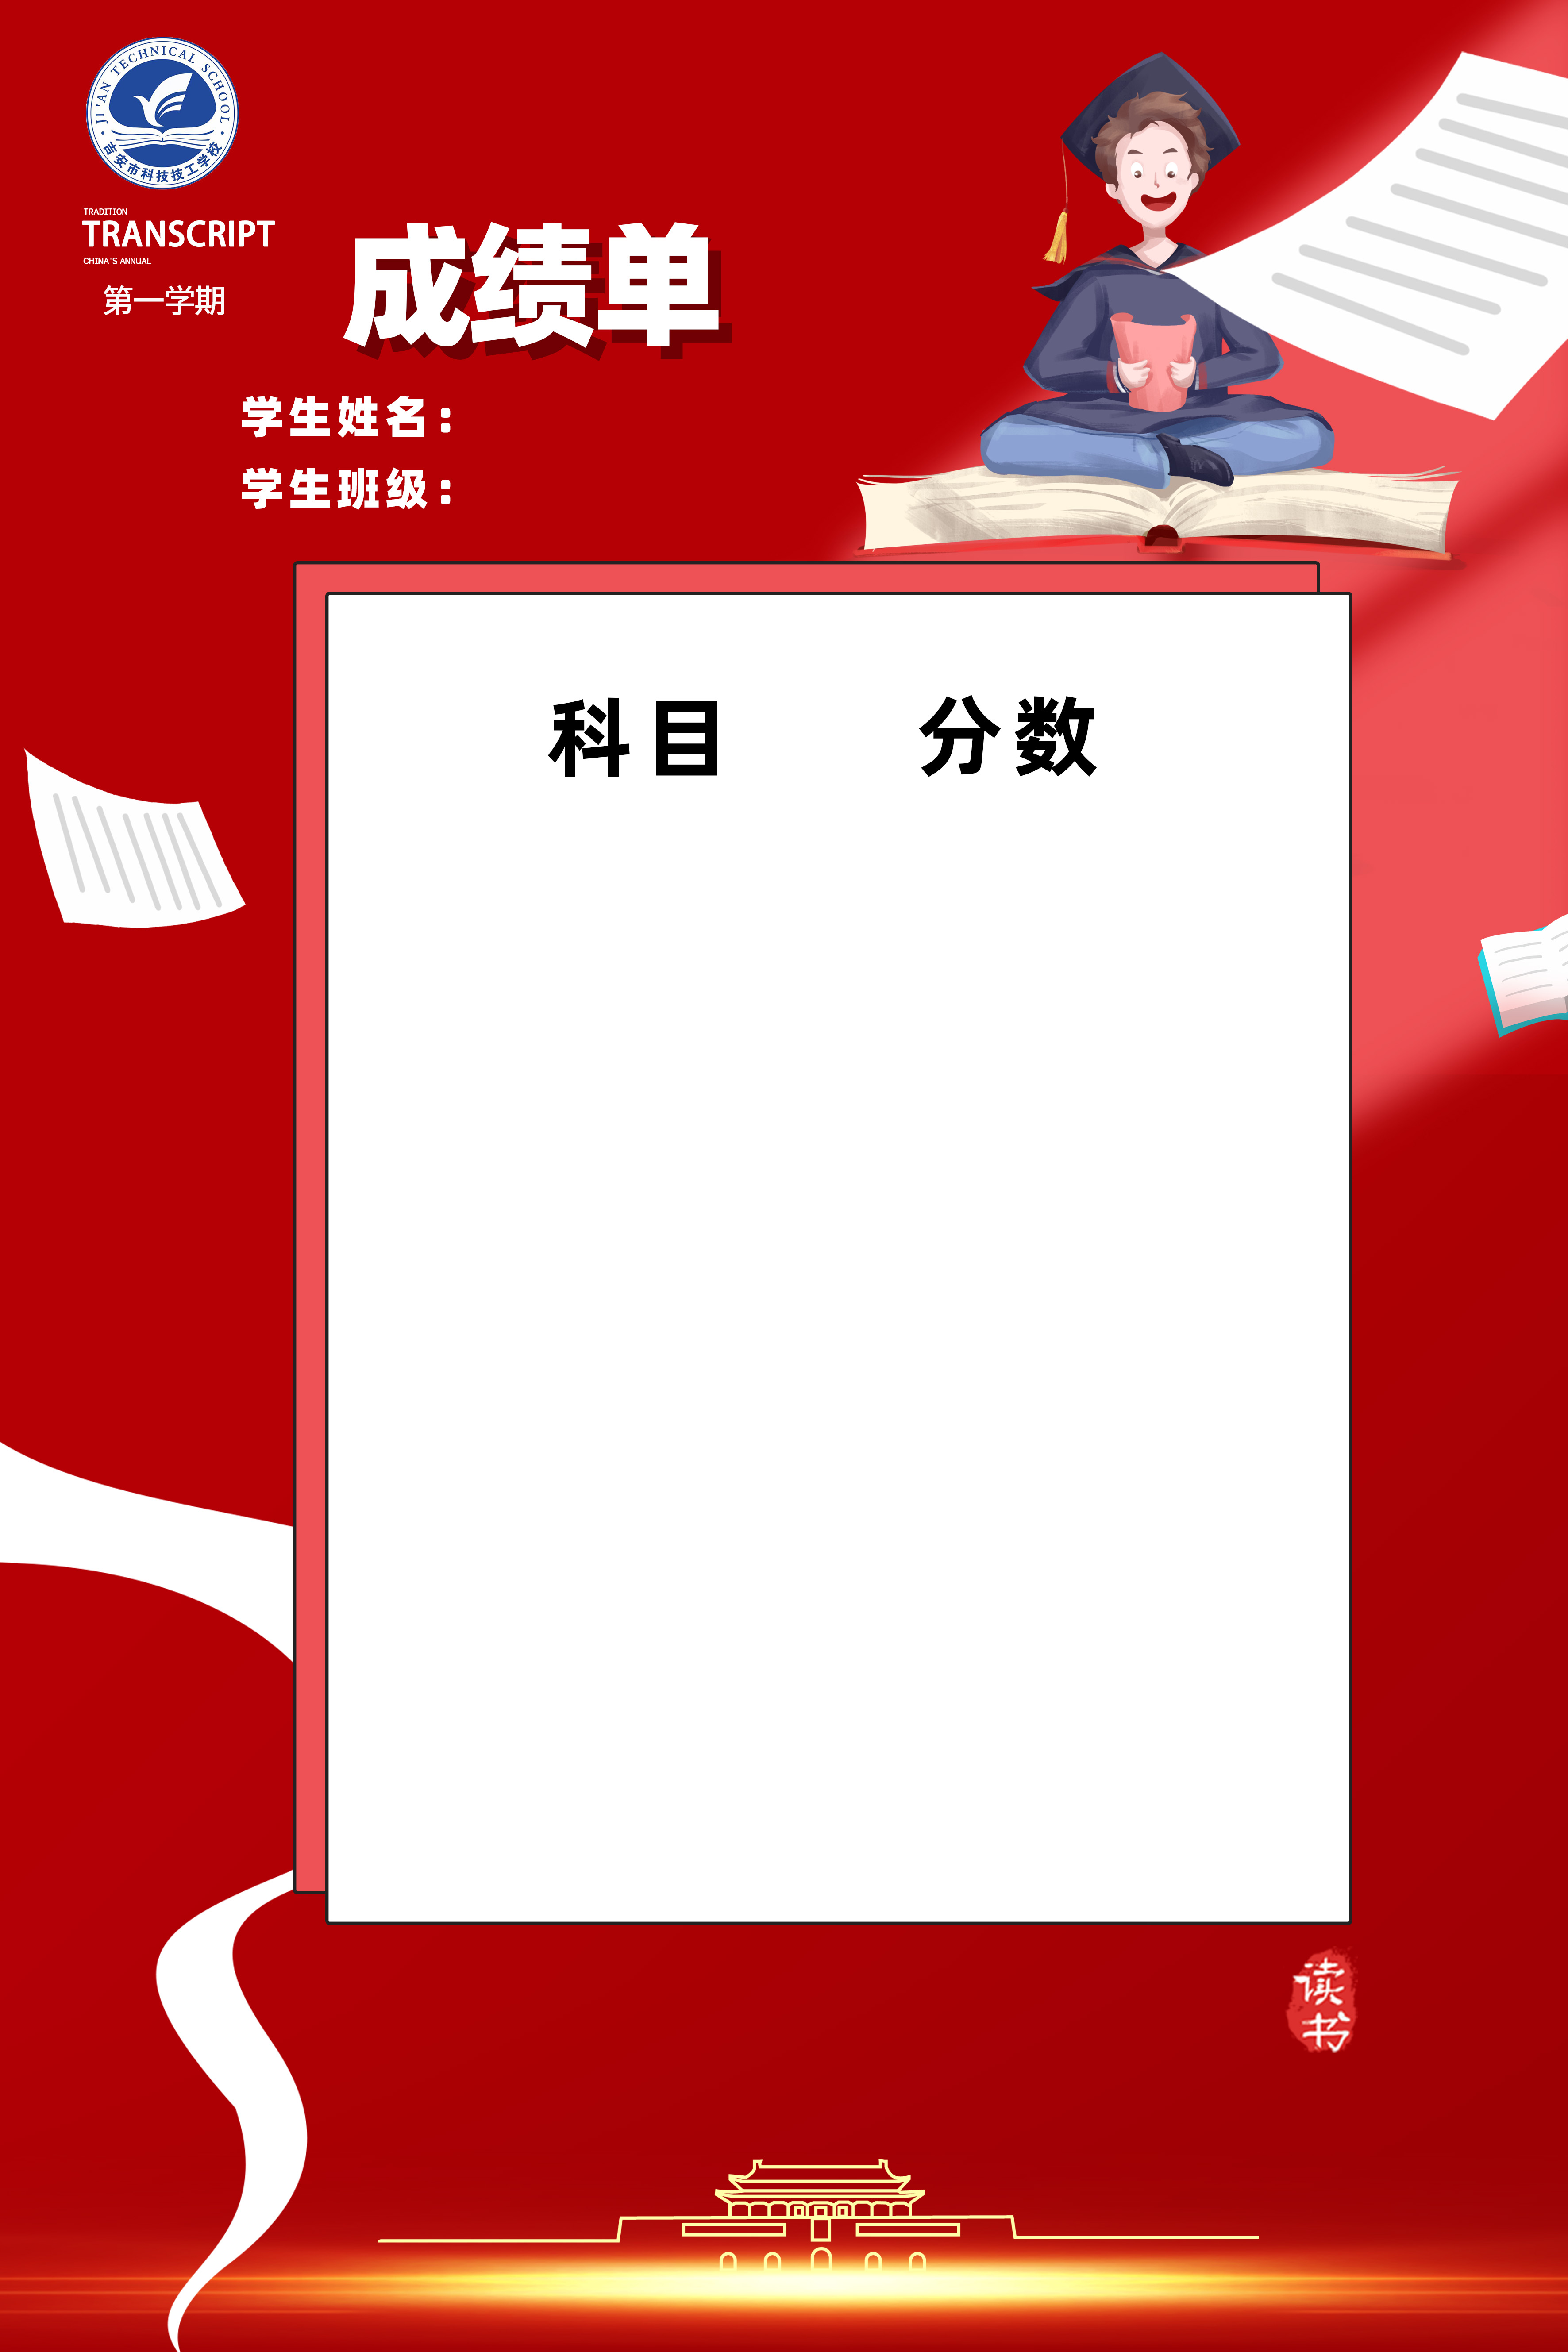 JI'AN TECHNICAL SCHOOL
吉安市科技技工学校
TRADITION
TRANSCRIPT
CHINA'S ANNUAL
第一学期
成绩单
学生姓名：
学生班级：
科目 分数
读书